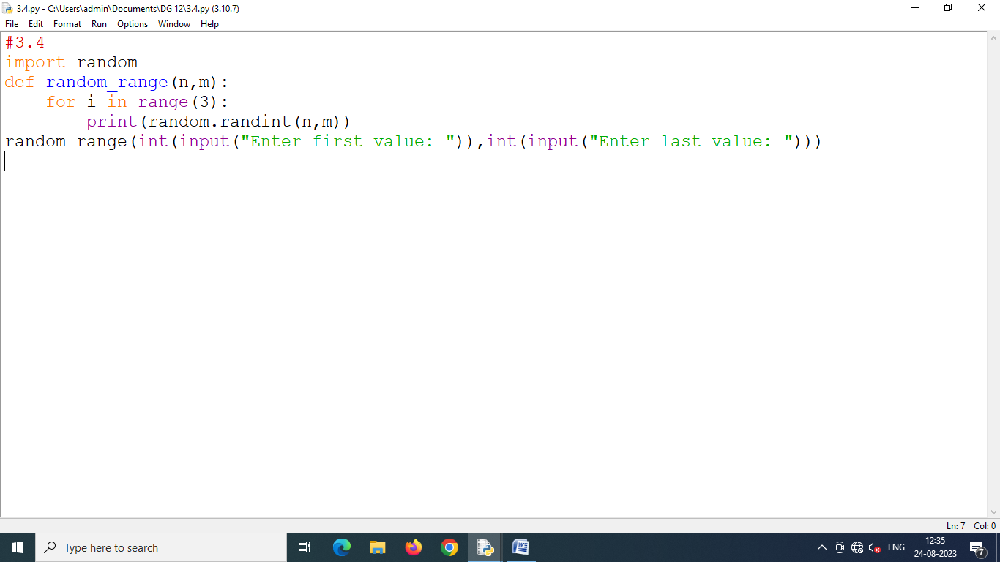 3.4.py - C:\Users\admin\Documents\DG 12\3.4.py (3.10.7)
File Edit Format Run Options Window Help
#3.4
import random
def random_range(n,m):
    for i in range(3):
        print(random.randint(n,m))
random_range(int(input("Enter first value: ")),int(input("Enter last value: ")))
Ln: 7 Col: 0
Type here to search
ENG
12:35
24-08-2023
7